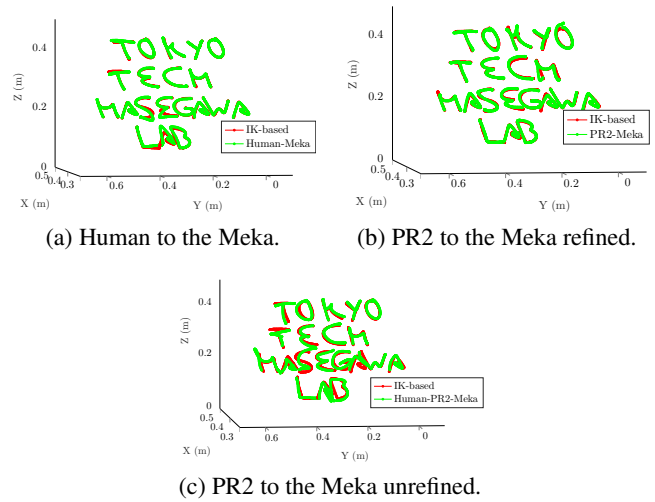 0.4
0.2
0
0.5
0.4 0.3
0.6
0.4
0.2
0
Z (m)
X (m)
Y (m)
TOKYO
TECH
HASEGAWA
LAB
IK-based
Human-Meka
(a) Human to the Meka.
0.4
0.2
0
0.5
0.4 0.3
0.6
0.4
0.2
0
Z (m)
X (m)
Y (m)
TOKYO
TECH
HASEGAWA
LAB
IK-based
PR2-Meka
(b) PR2 to the Meka refined.
0.4
0.2
0
0.5
0.4 0.3
0.6
0.4
0.2
0
Z (m)
X (m)
Y (m)
TOKYO
TECH
HASEGAWA
LAB
IK-based
Human-PR2-Meka
(c) PR2 to the Meka unrefined.